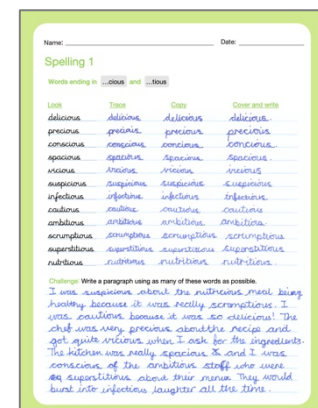 Name: Date:
Spelling 1
Words ending in ...cious and ...tious
Look Trace Copy Cover and write
delicious delicious delicious delicious
precious precious precious precious
conscious conscious concious concious
spacious spacious spacious spacious
vicious vicious vicious vicious
suspicious suspicious suspicious suspicious
infectious infectious infectious infectious
cautious cautious cautious cautious
ambitious ambitious ambitious ambitious
scrumptious scrumptious scrumptious scrumptious
superstitious superstitious superstitious superstitious
nutritious nutritious nutritious nutritious
Challenge: Write a paragraph using as many of these words as possible.
I was suspicious about the nutricious meal being
healthy because it was really scromptious. I
was cautious because it was so delicious! The
chef was very precious about the recipe and
got quite vicious when I ask for the ingredients.
The kitchen was really spacious and I was
conscious of the ambitious staff who were
superstitious about their menu. They would
burst into infectious laughter all the time.